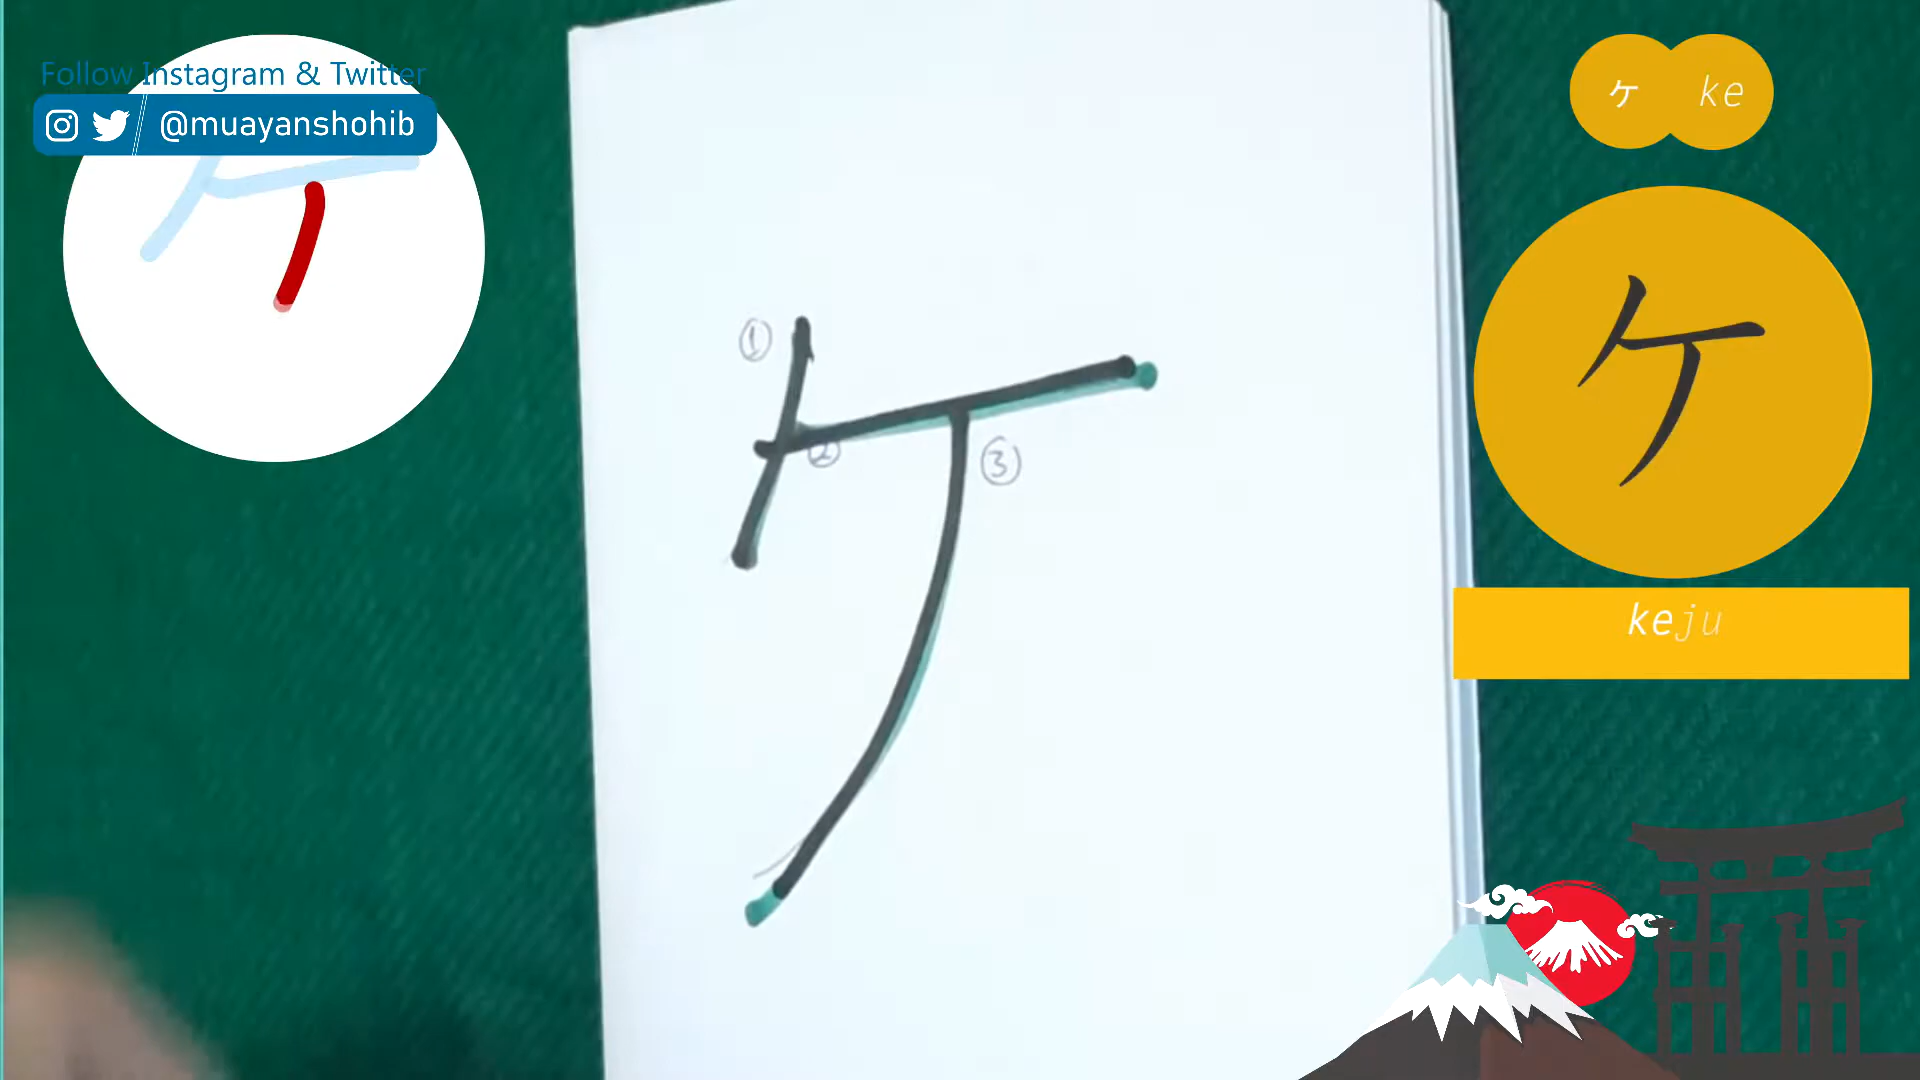 Follow Instagram & Twitter
@muayanshohib
ケ ke
ケ
keju
①
②
③
ケ